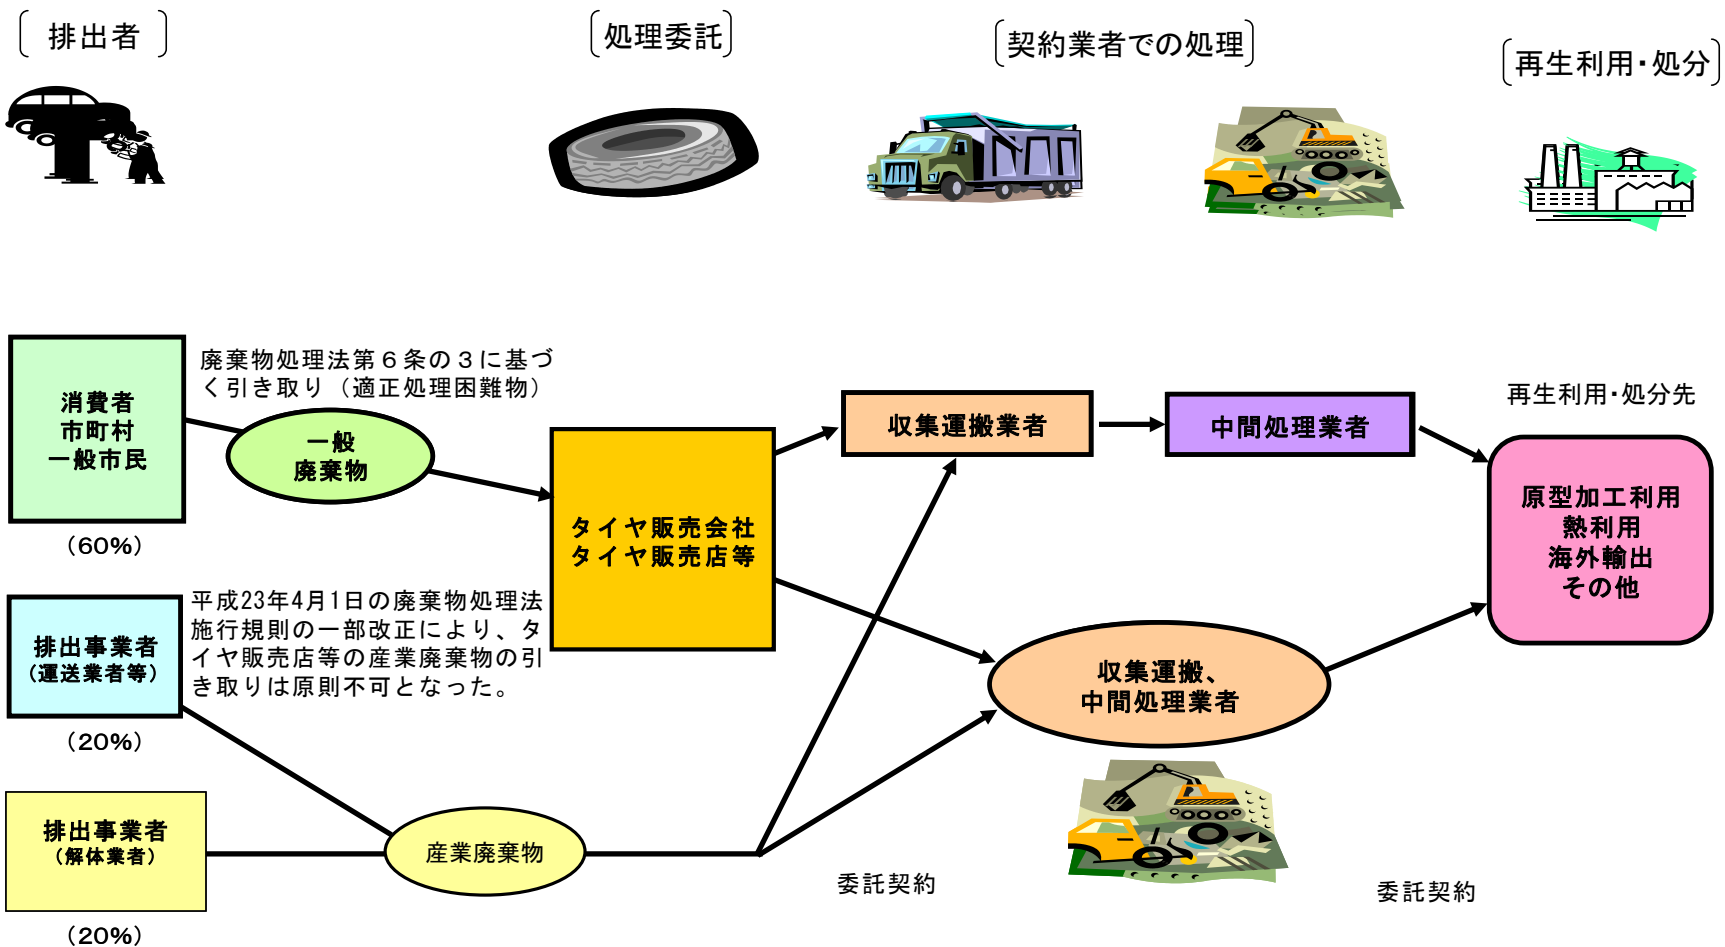 排出者
処理委託
契約業者での処理
再生利用・処分
廃棄物処理法第６条の３に基づ
く引き取り（適正処理困難物）
消費者
市町村
一般市民
（60%）
一般
廃棄物
タイヤ販売会社
タイヤ販売店等
収集運搬業者
中間処理業者
再生利用・処分先
原型加工利用
熱利用
海外輸出
その他
平成23年4月1日の廃棄物処理法
施行規則の一部改正により、タ
イヤ販売店等の産業廃棄物の引
き取りは原則不可となった。
排出事業者
（運送業者等）
（20%）
収集運搬、
中間処理業者
排出事業者
（解体業者）
（20%）
産業廃棄物
委託契約
委託契約